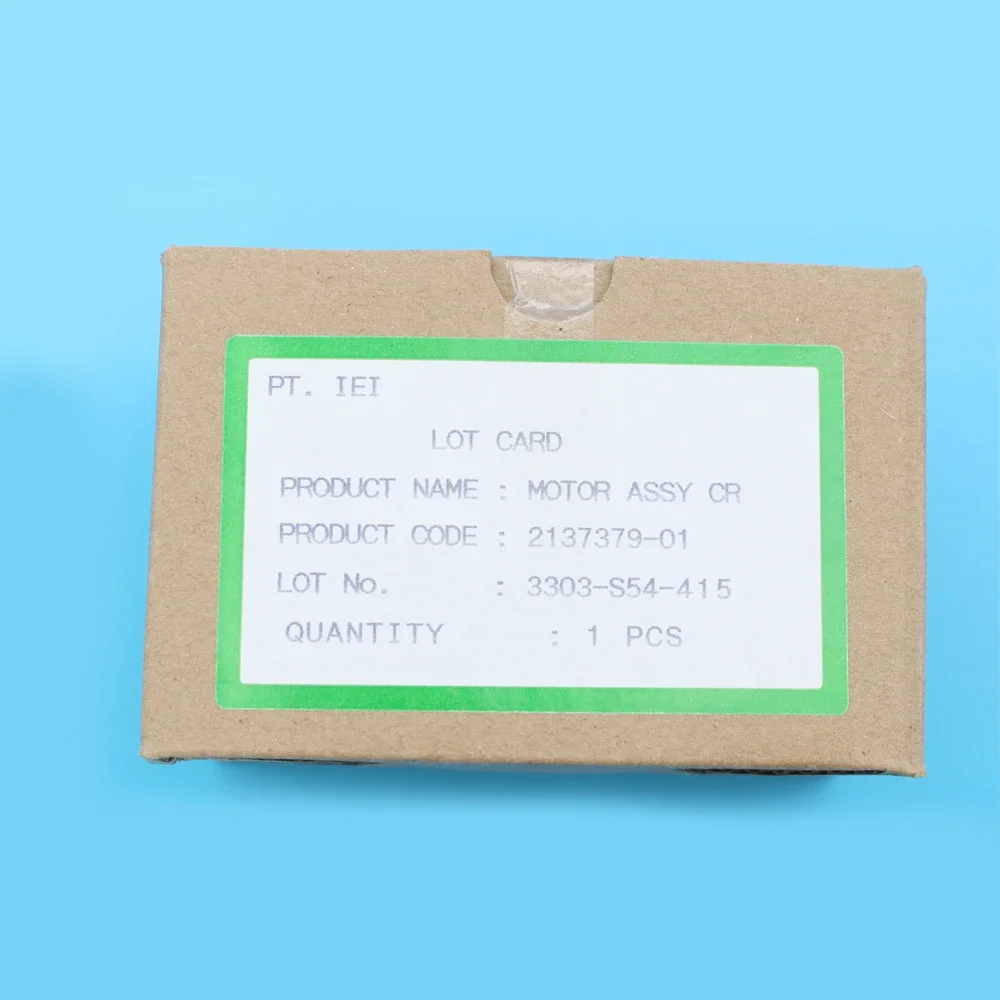 PT. IEI
LOT CARD
PRODUCT NAME : MOTOR ASSY CR
PRODUCT CODE : 2137379-01
LOT No. : 3303-S54-415
QUANTITY : 1 PCS